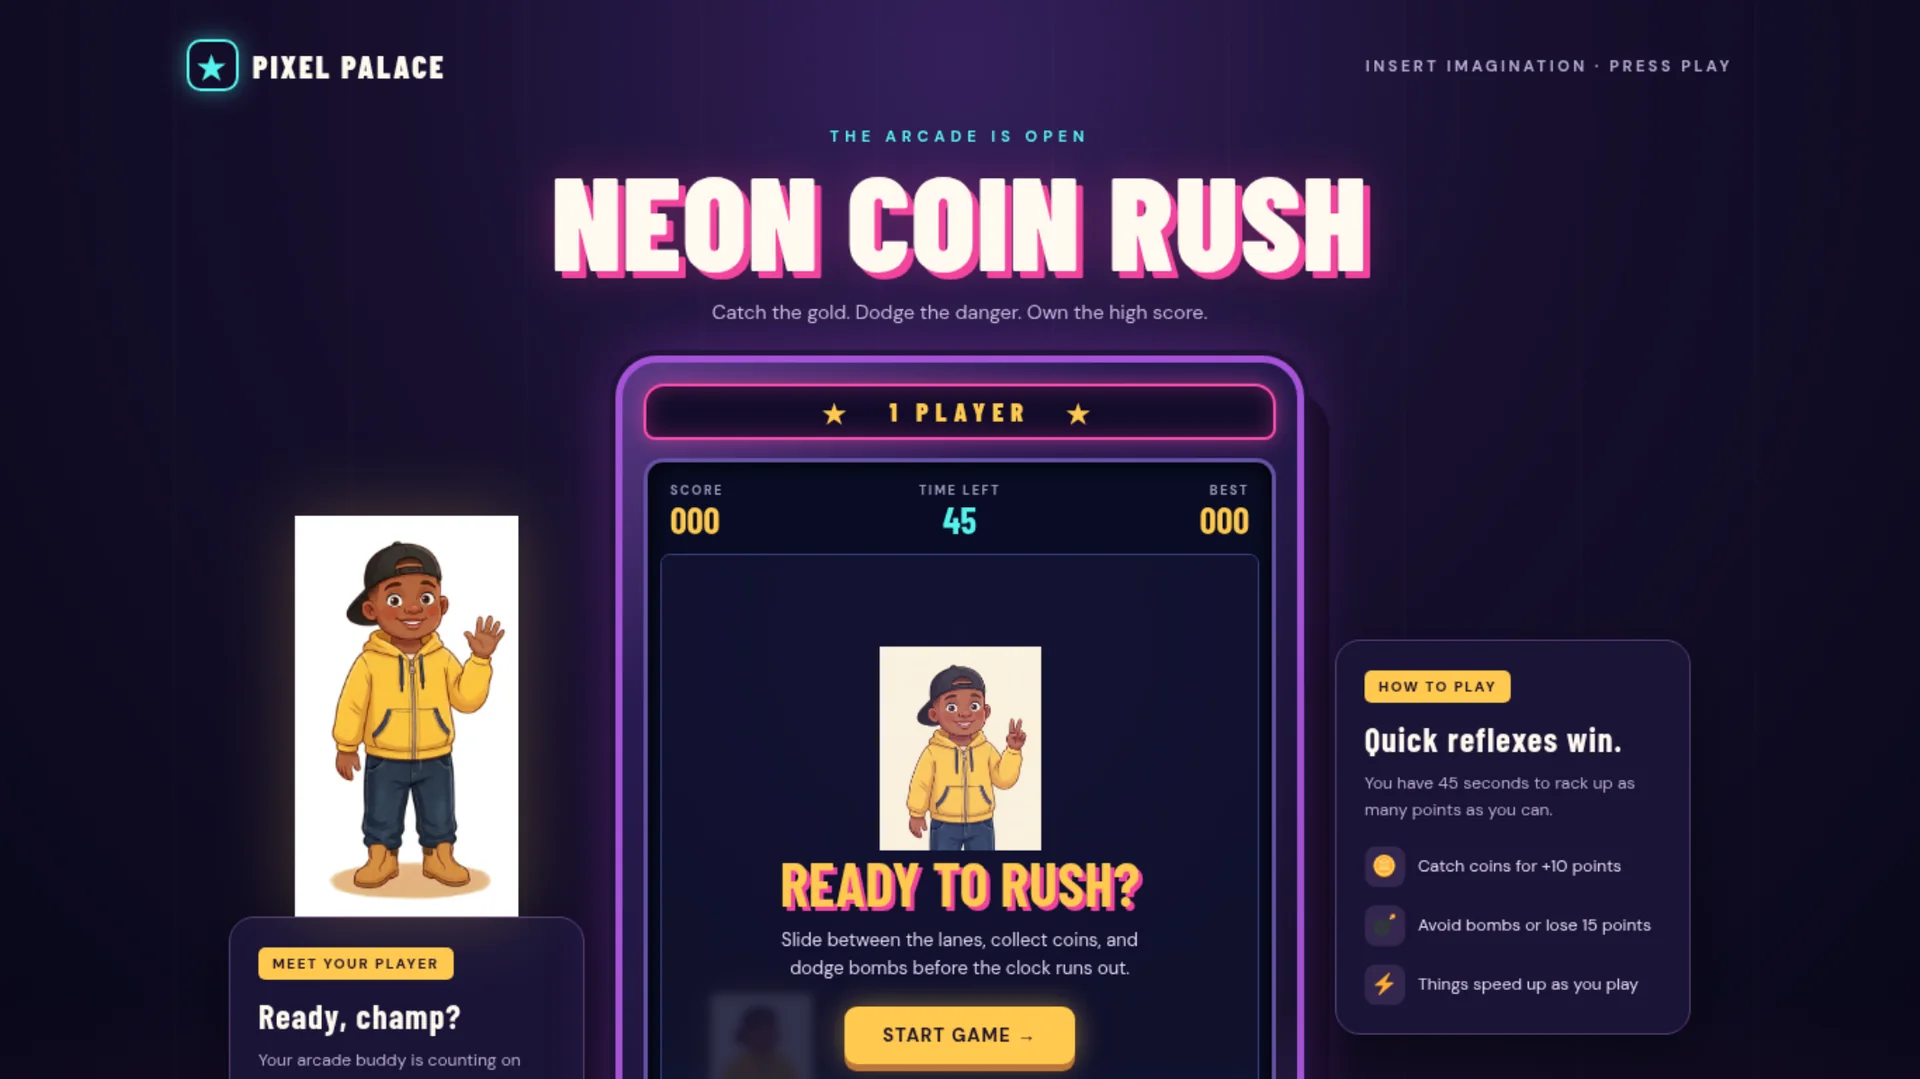 PIXEL PALACE
INSERT IMAGINATION · PRESS PLAY
THE ARCADE IS OPEN
NEON COIN RUSH
Catch the gold. Dodge the danger. Own the high score.
★ 1 PLAYER ★
SCORE
000
TIME LEFT
45
BEST
000
READY TO RUSH?
Slide between the lanes, collect coins, and
dodge bombs before the clock runs out.
START GAME →
MEET YOUR PLAYER
Ready, champ?
Your arcade buddy is counting on
HOW TO PLAY
Quick reflexes win.
You have 45 seconds to rack up as
many points as you can.
Catch coins for +10 points
Avoid bombs or lose 15 points
Things speed up as you play